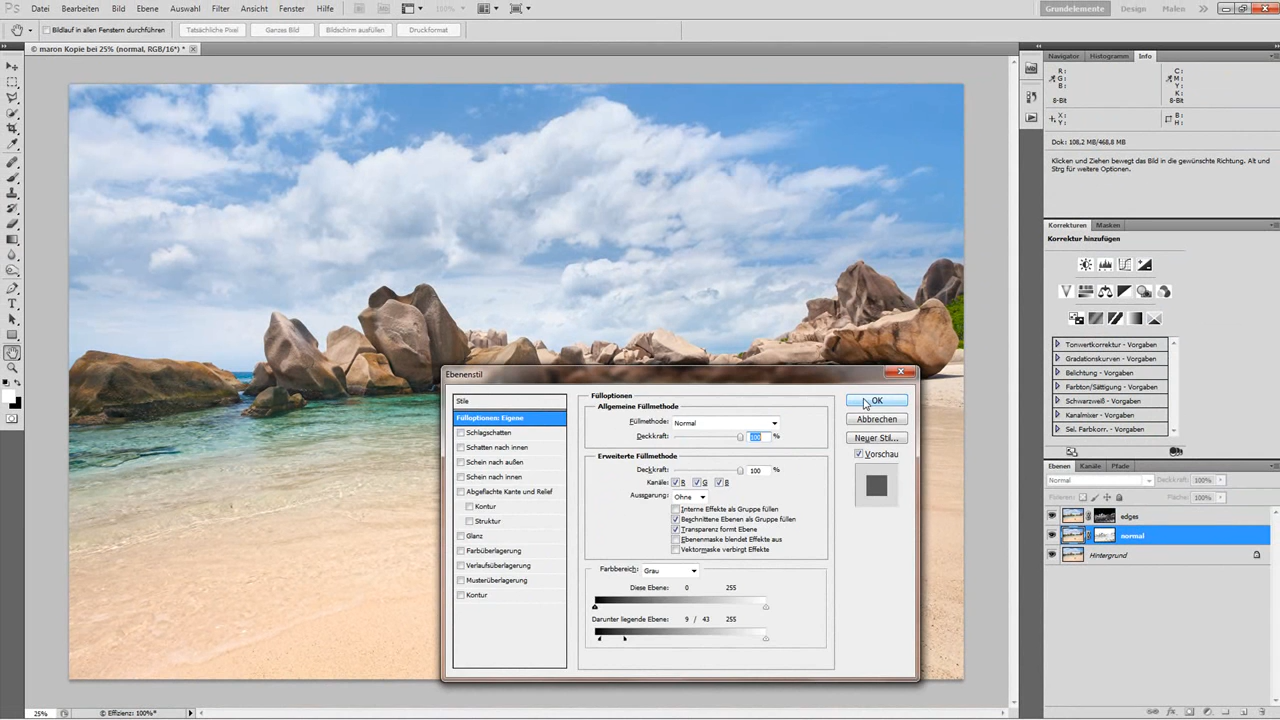 Ps Datei Bearbeiten Bild Ebene Auswahl Filter Ansicht Fenster Hilfe 100% Grundelemente Design Malen
Bildlauf in allen Fenstern durchführen Tatsächliche Pixel Ganzes Bild Bildschirm ausfüllen Druckformat
© maron Kopie bei 25% (normal, RGB/16*) *
Navigator Histogramm Info
R: C:
G: M:
B: Y:
K:
8-Bit 8-Bit
X: B:
Y: H:
Dok: 108,2 MB/468,8 MB
Klicken und Ziehen bewegt das Bild in die gewünschte Richtung. Alt und
Strg für weitere Optionen.
Korrekturen Masken
Korrektur hinzufügen
Tonwertkorrektur - Vorgaben
Gradationskurven - Vorgaben
Belichtung - Vorgaben
Farbton/Sättigung - Vorgaben
Schwarzweiß - Vorgaben
Kanalmixer - Vorgaben
Sel. Farbkorr. - Vorgaben
Ebenen Kanäle Pfade
Normal Deckkraft: 100%
Fixieren: Fläche: 100%
edges
normal
Hintergrund
Ebenenstil
Stile
Fülloptionen: Eigene
Schlagschatten
Schatten nach innen
Schein nach außen
Schein nach innen
Abgeflachte Kante und Relief
Kontur
Struktur
Glanz
Farbüberlagerung
Verlaufsüberlagerung
Musterüberlagerung
Kontur
Fülloptionen
Allgemeine Füllmethode
Füllmethode: Normal
Deckkraft: 100 %
Erweiterte Füllmethode
Deckkraft: 100 %
Kanäle: R G B
Aussparung: Ohne
Interne Effekte als Gruppe füllen
Beschnittene Ebenen als Gruppe füllen
Transparenz formt Ebene
Ebenenmaske blendet Effekte aus
Vektormaske verbirgt Effekte
Farbbereich: Grau
Diese Ebene: 0 255
Darunter liegende Ebene: 9 / 43 255
OK
Abbrechen
Neuer Stil...
Vorschau
25% © Effizienz: 100%*